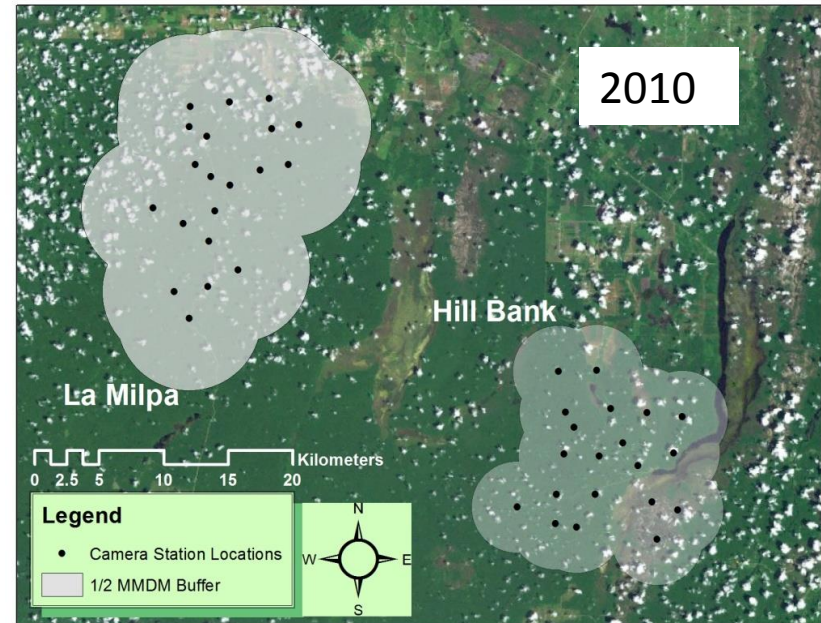 2010
Hill Bank
La Milpa
Kilometers
0 2.5 5 10 15 20
Legend
Camera Station Locations
1/2 MMDM Buffer
N
W E
S